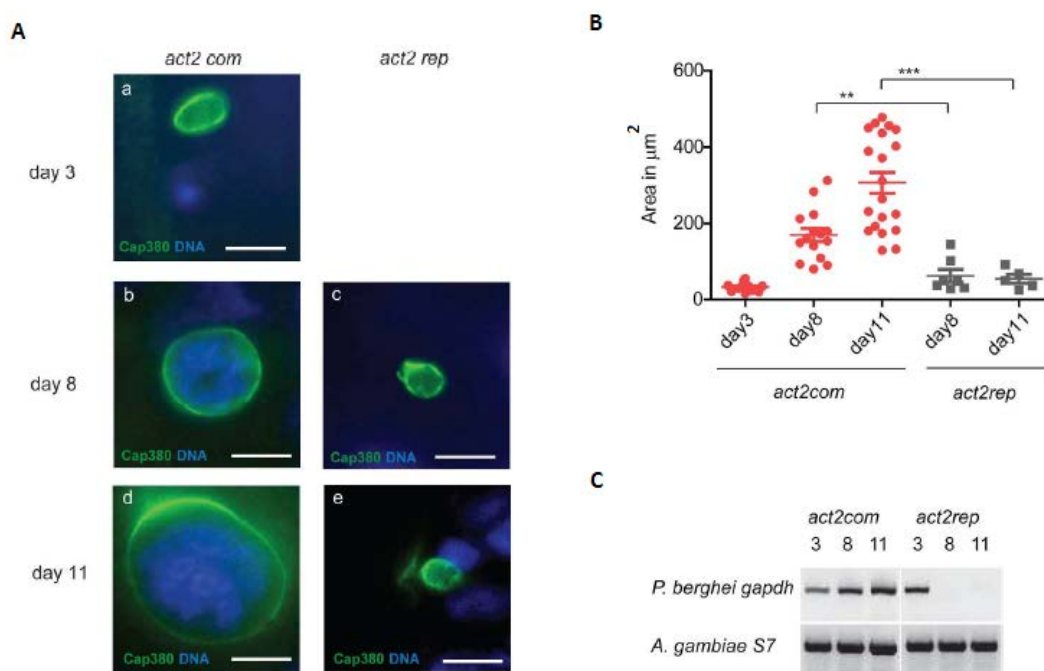 A
act2 com
act2 rep
day 3
a
Cap380 DNA
day 8
b
Cap380 DNA
c
Cap380 DNA
day 11
d
Cap380 DNA
e
Cap380 DNA
B
Area in µm2
600
400
200
0
**
***
day3
day8
day11
day8
day11
act2com
act2rep
C
act2com
act2rep
3 8 11 3 8 11
P. berghei gapdh
A. gambiae S7